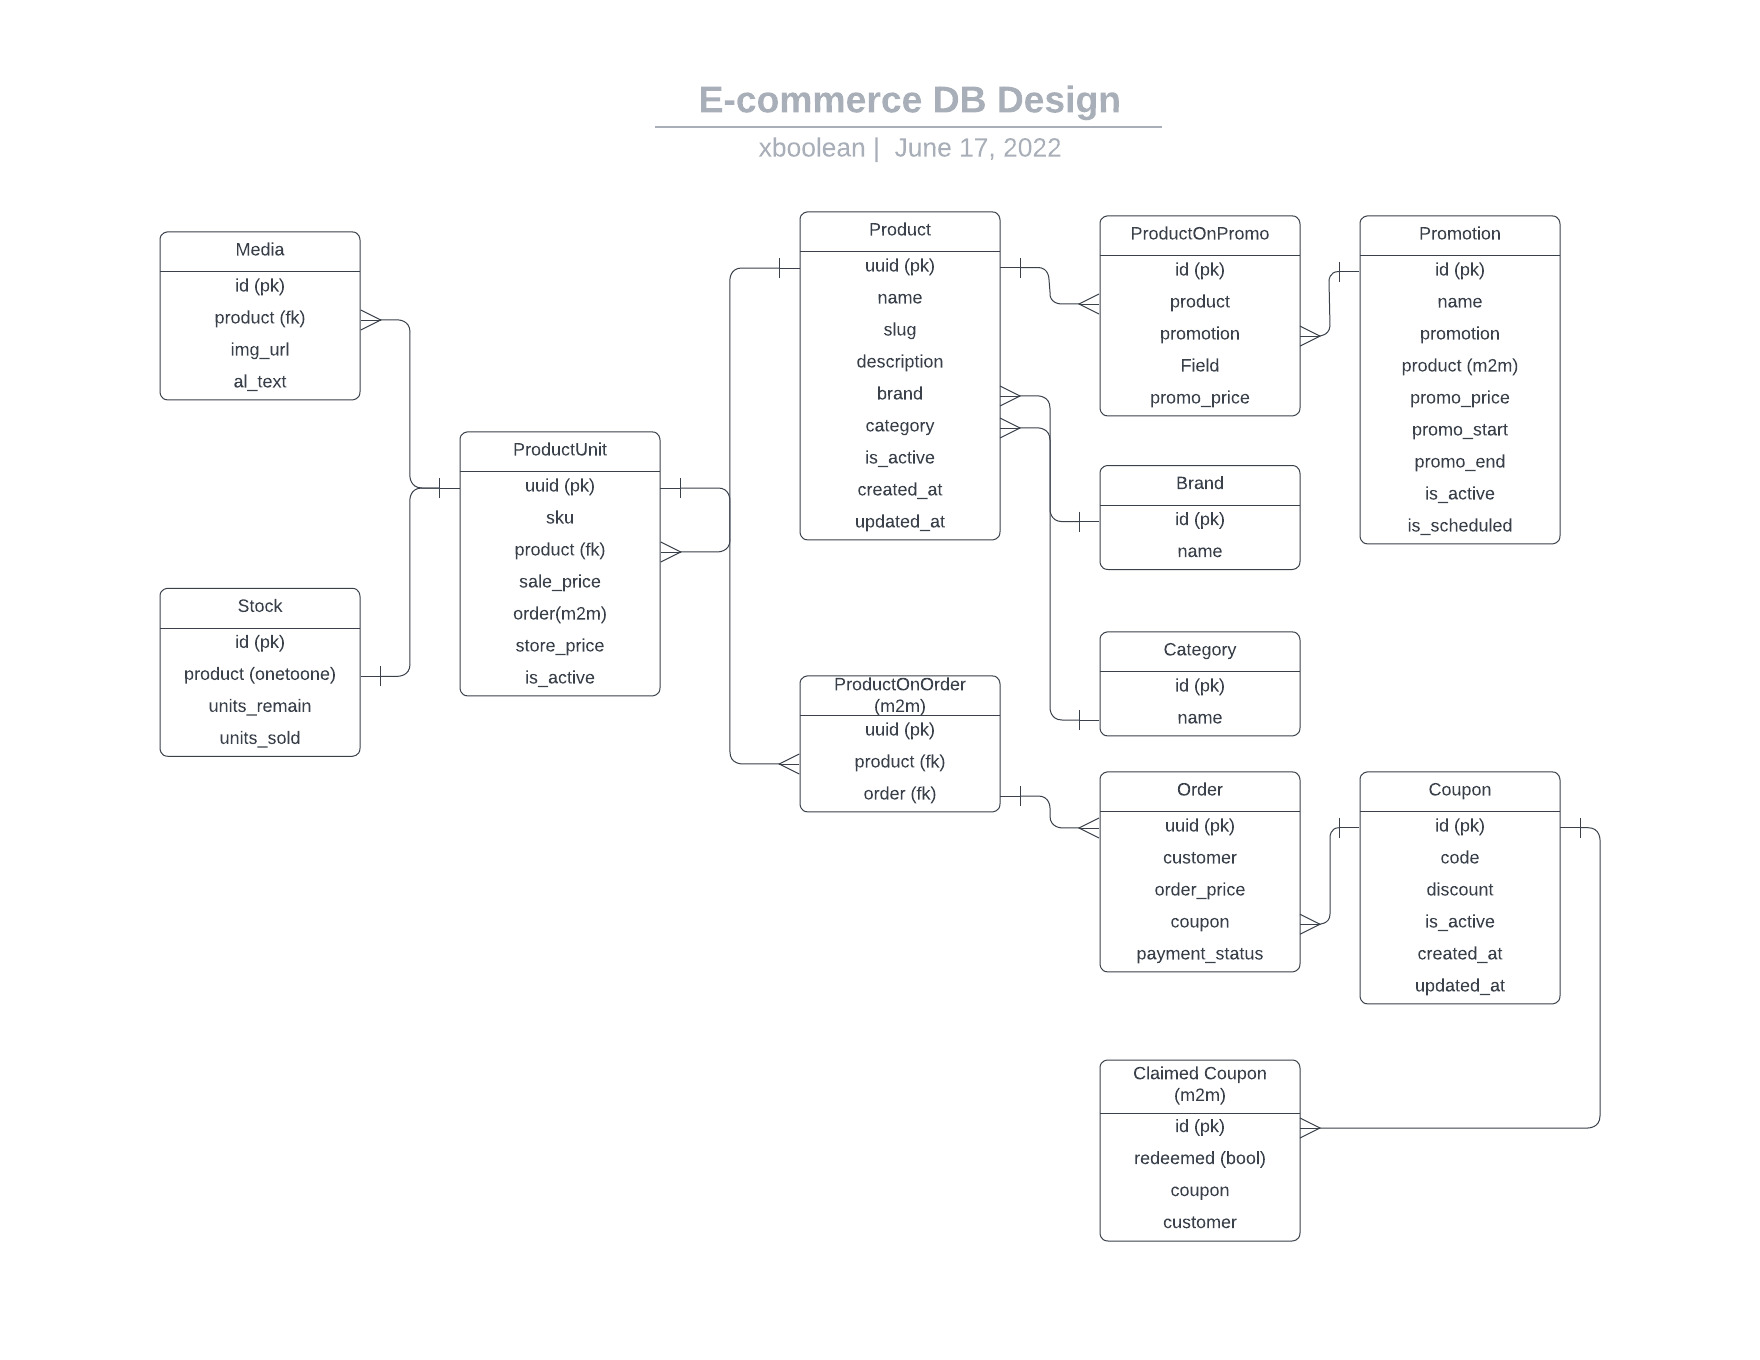 E-commerce DB Design
xboolean | June 17, 2022
Media
id (pk)
product (fk)
img_url
al_text
Stock
id (pk)
product (onetoone)
units_remain
units_sold
ProductUnit
uuid (pk)
sku
product (fk)
sale_price
order(m2m)
store_price
is_active
Product
uuid (pk)
name
slug
description
brand
category
is_active
created_at
updated_at
ProductOnOrder
(m2m)
uuid (pk)
product (fk)
order (fk)
ProductOnPromo
id (pk)
product
promotion
Field
promo_price
Brand
id (pk)
name
Category
id (pk)
name
Order
uuid (pk)
customer
order_price
coupon
payment_status
Claimed Coupon
(m2m)
id (pk)
redeemed (bool)
coupon
customer
Promotion
id (pk)
name
promotion
product (m2m)
promo_price
promo_start
promo_end
is_active
is_scheduled
Coupon
id (pk)
code
discount
is_active
created_at
updated_at